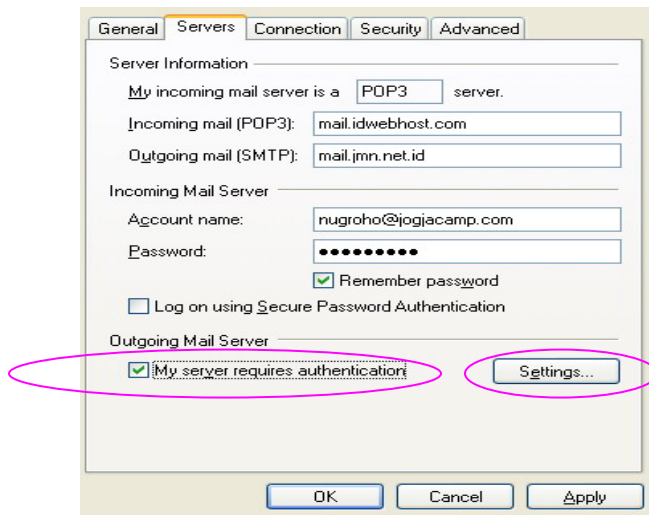 General Servers Connection Security Advanced
Server Information
My incoming mail server is a POP3 server.
Incoming mail (POP3): mail.idwebhost.com
Outgoing mail (SMTP): mail.jmn.net.id
Incoming Mail Server
Account name: nugroho@jogjacamp.com
Password: ●●●●●●●●●
Remember password
Log on using Secure Password Authentication
Outgoing Mail Server
My server requires authentication Settings...
OK Cancel Apply